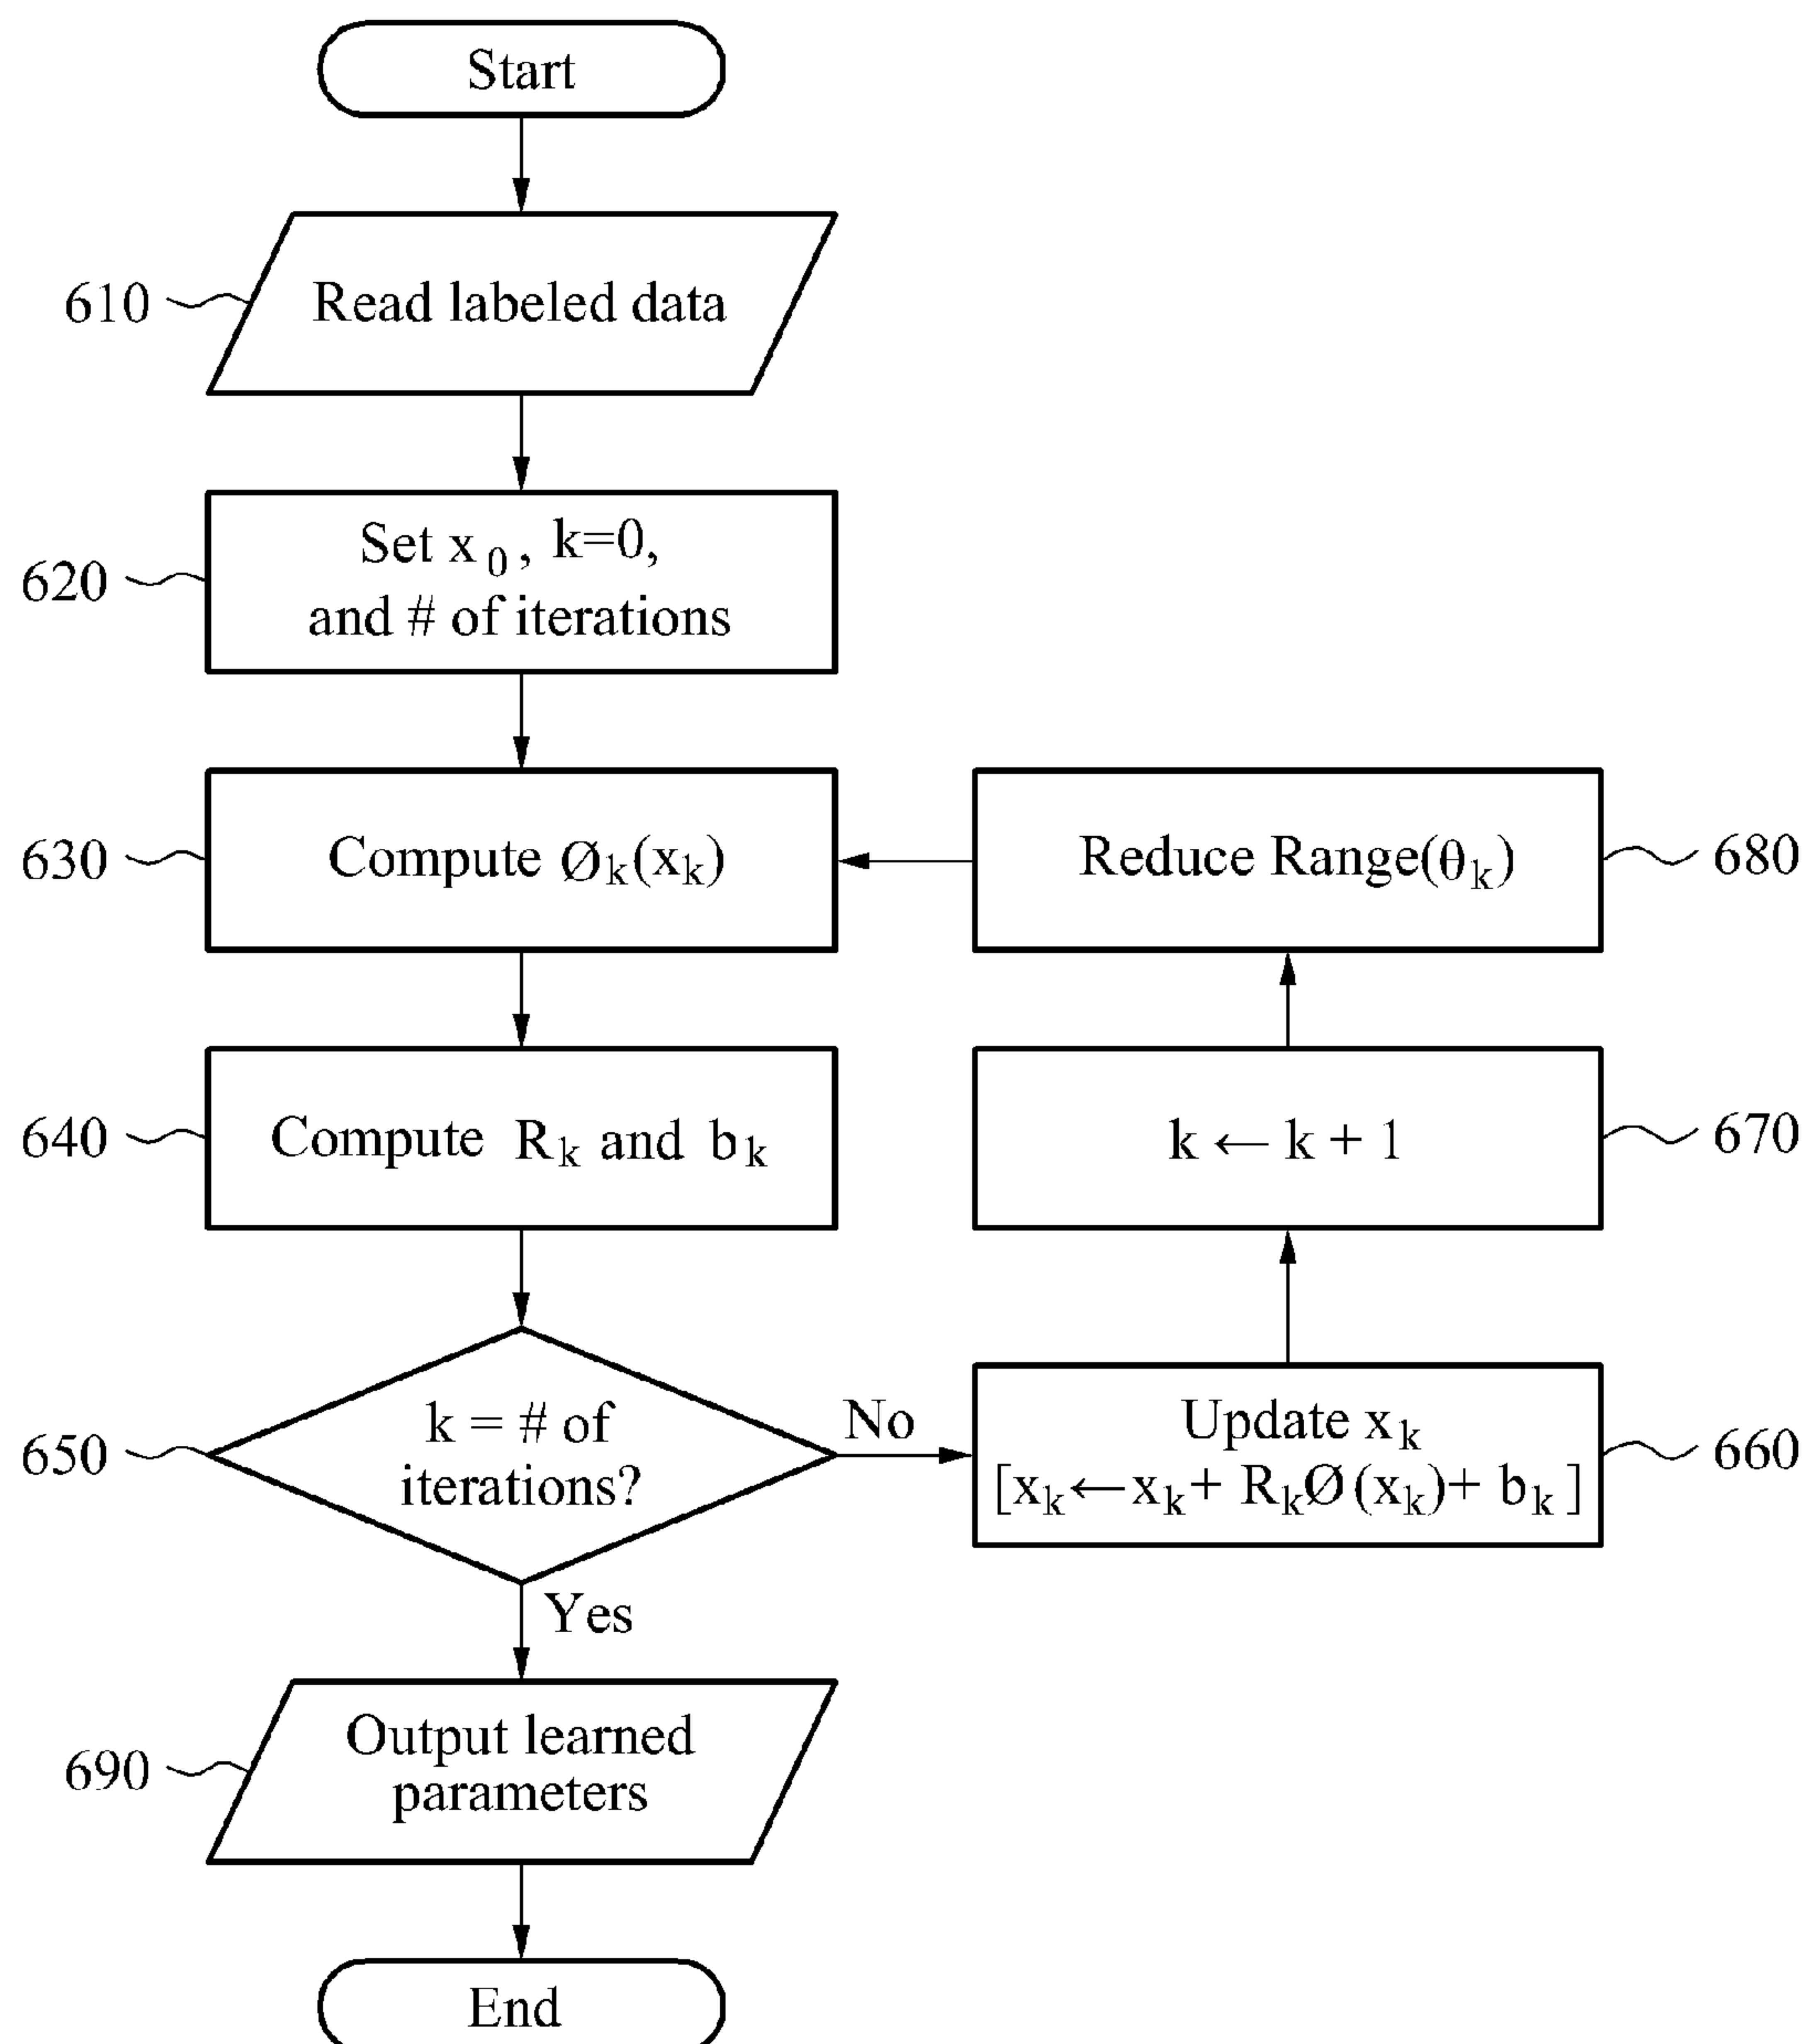 Start
610
Read labeled data
620
Set x₀, k=0,
and # of iterations
630
Compute Øₖ(xₖ)
Reduce Range(θₖ)
680
640
Compute Rₖ and bₖ
k ← k + 1
670
650
k = # of
iterations?
No
Update xₖ
[xₖ←xₖ+ RₖØ(xₖ)+ bₖ]
660
Yes
690
Output learned
parameters
End